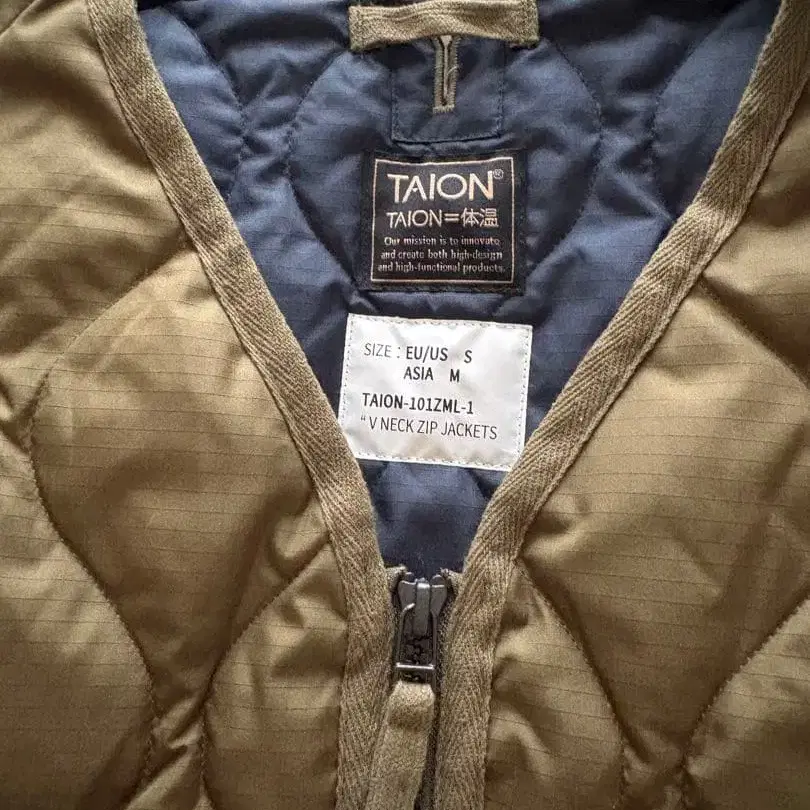 TAION®
TAION=体温
Our mission is to innovate
and create both high-design
and high-functional products.
SIZE : EU/US S
ASIA M
TAION-101ZML-1
“ V NECK ZIP JACKETS